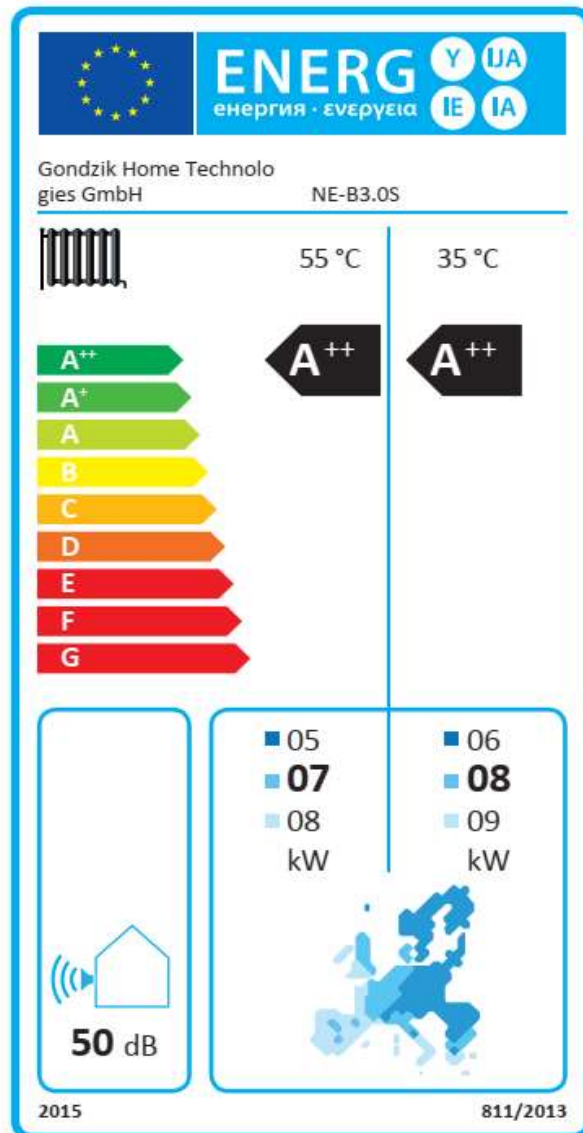 ENERG Y IJA
енергия · ενεργεια IE IA
Gondzik Home Technolo
gies GmbH NE-B3.0S
55 °C 35 °C
A++ A++ A++
A+
A
B
C
D
E
F
G
05 06
07 08
08 09
kW kW
50 dB
2015 811/2013